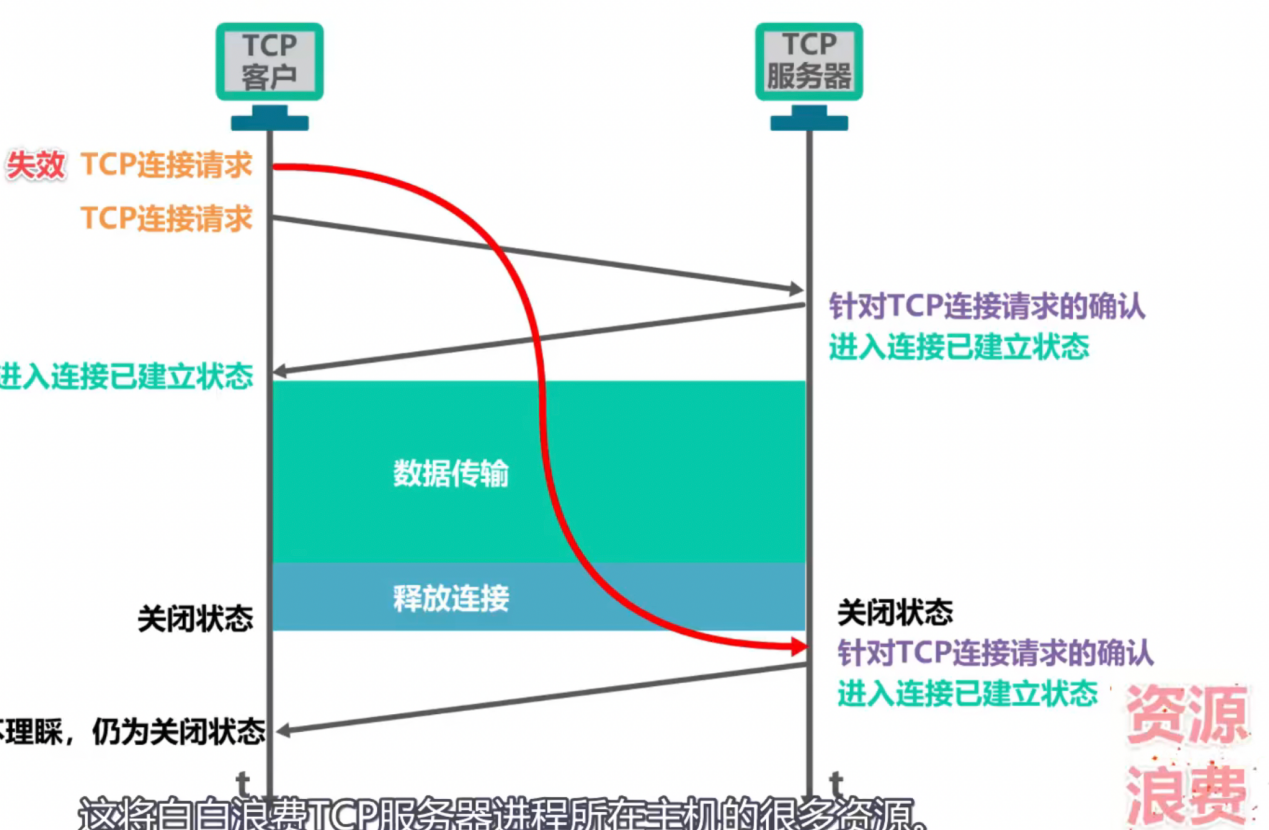 TCP
客户
TCP
服务器
失效 TCP连接请求
TCP连接请求
针对TCP连接请求的确认
进入连接已建立状态
进入连接已建立状态
数据传输
释放连接
关闭状态
关闭状态
针对TCP连接请求的确认
进入连接已建立状态
理睬，仍为关闭状态
资源
浪费
t
t
这将白白浪费TCP服务器进程所在主机的很多资源。